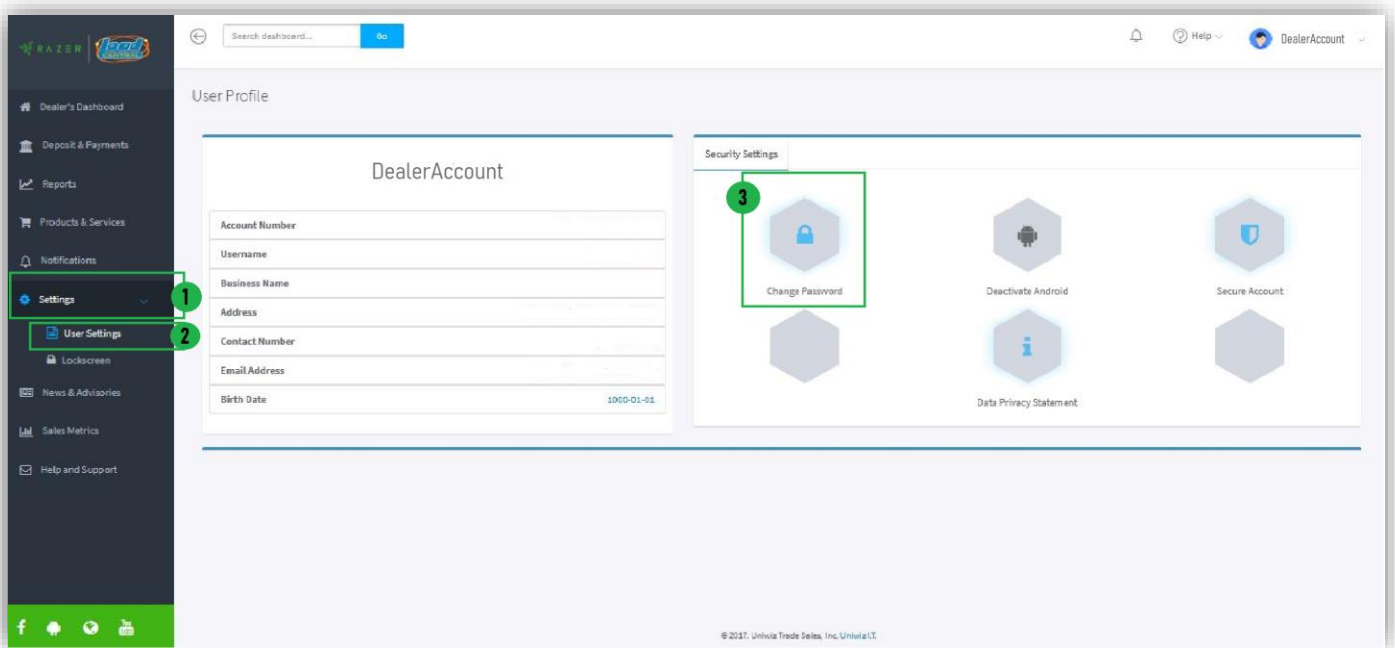 RAZER
load
CENTRAL
Search dashboard...
Go
Help
DealerAccount
Dealer's Dashboard
Deposit & Payments
Reports
Products & Services
Notifications
Settings
1
User Settings
2
Lockscreen
News & Advisories
Sales Metrics
Help and Support
User Profile
DealerAccount
Account Number
Username
Business Name
Address
Contact Number
Email Address
Birth Date
1000-01-01
Security Settings
3
Change Password
Deactivate Android
Secure Account
Data Privacy Statement
© 2017. Uniwiz Trade Sales, Inc. Uniwiz I.T.